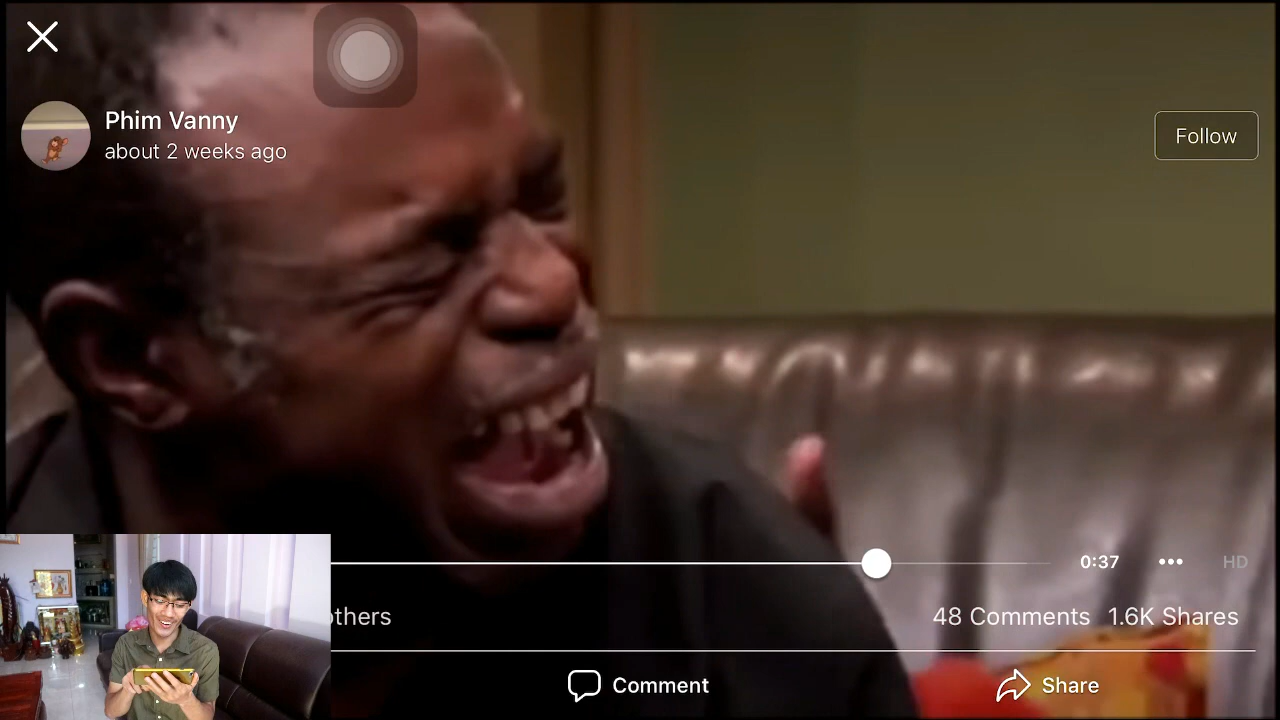 Phim Vanny
about 2 weeks ago
Follow
0:37
HD
others
48 Comments 1.6K Shares
Comment
Share